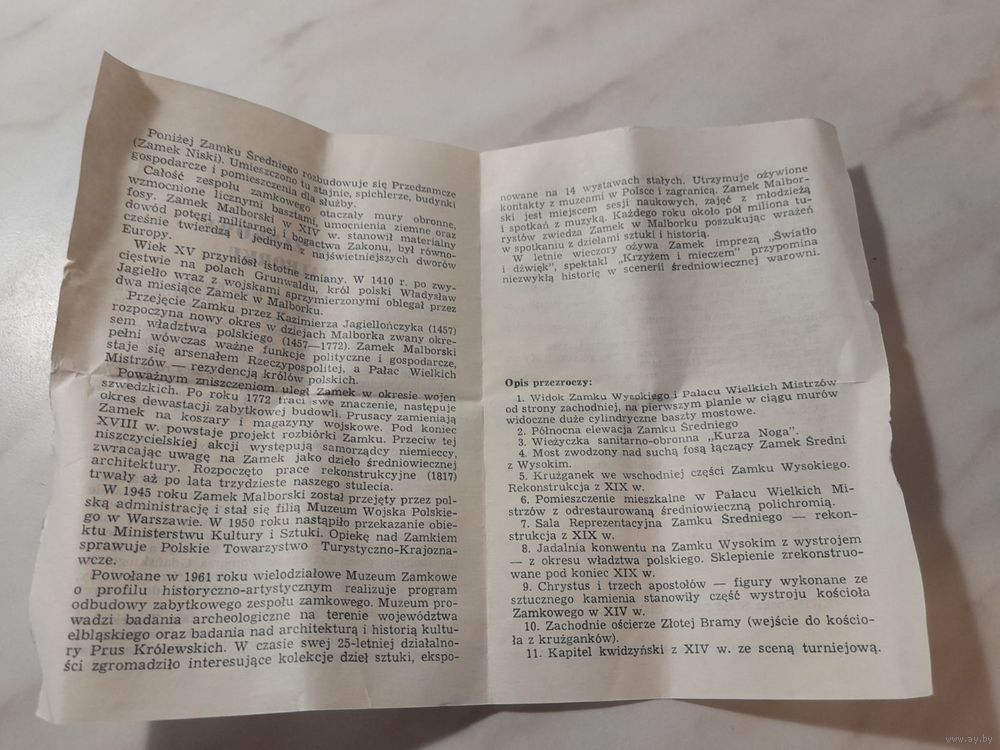 Poniżej Zamku Średniego rozbudowuje się Przedzamcze
(Zamek Niski). Umieszczono tu stajnie, spichlerze, budynki
gospodarcze i pomieszczenia dla służby.
Całość zespołu zamkowego otaczały mury obronne,
wzmocnione licznymi basztami, umocnienia ziemne oraz
fosy. Zamek Malborski w XIV w. stanowił materialny
dowód potęgi militarnej i bogactwa Zakonu, był równo-
cześnie twierdzą i jednym z najświetniejszych dworów
Europy.
Wiek XV przyniósł istotne zmiany. W 1410 r. po zwy-
cięstwie na polach Grunwaldu, król polski Władysław
Jagiełło wraz z wojskami sprzymierzonymi oblegał przez
dwa miesiące Zamek w Malborku.
Przejęcie Zamku przez Kazimierza Jagiellończyka (1457)
rozpoczyna nowy okres w dziejach Malborka zwany okre-
sem władztwa polskiego (1457—1772). Zamek Malborski
pełni wówczas ważne funkcje polityczne i gospodarcze,
staje się arsenałem Rzeczypospolitej, a Pałac Wielkich
Mistrzów — rezydencją królów polskich.
Poważnym zniszczeniom uległ Zamek w okresie wojen
szwedzkich. Po roku 1772 traci swe znaczenie, następuje
okres dewastacji zabytkowej budowli. Prusacy zamieniają
Zamek na koszary i magazyny wojskowe. Pod koniec
XVIII w. powstaje projekt rozbiórki Zamku. Przeciw tej
niszczycielskiej akcji występują samorządcy niemieccy,
zwracając uwagę na Zamek jako dzieło średniowiecznej
architektury. Rozpoczęto prace rekonstrukcyjne (1817)
trwały aż po lata trzydzieste naszego stulecia.
W 1945 roku Zamek Malborski został przejęty przez pol-
ską administrację i stał się filią Muzeum Wojska Polskie-
go w Warszawie. W 1950 roku nastąpiło przekazanie obie-
ktu Ministerstwu Kultury i Sztuki. Opiekę nad Zamkiem
sprawuje Polskie Towarzystwo Turystyczno-Krajozna-
wcze.
Powołane w 1961 roku wielodziałowe Muzeum Zamkowe
o profilu historyczno-artystycznym realizuje program
odbudowy zabytkowego zespołu zamkowego. Muzeum pro-
wadzi badania archeologiczne na terenie województwa
elbląskiego oraz badania nad architekturą i historią kultu-
ry Prus Królewskich. W czasie swej 25-letniej działalno-
ści zgromadziło interesujące kolekcje dzieł sztuki, ekspo-
nowane na 14 wystawach stałych. Utrzymuje ożywione
kontakty z muzeami w Polsce i zagranicą. Zamek Malbor-
ski jest miejscem sesji naukowych, zajęć z młodzieżą
i spotkań z muzyką. Każdego roku około pół miliona tu-
rystów zwiedza Zamek w Malborku poszukując wrażeń
w spotkaniu z dziełami sztuki i historią.
W letnie wieczory ożywa Zamek imprezą „Światło
i dźwięk”, spektakl „Krzyżem i mieczem” przypomina
niezwykłą historię w scenerii średniowiecznej warowni.
Opis przezroczy:
1. Widok Zamku Wysokiego i Pałacu Wielkich Mistrzów
od strony zachodniej, na pierwszym planie w ciągu murów
widoczne duże cylindryczne baszty mostowe.
2. Północna elewacja Zamku Średniego
3. Wieżyczka sanitarno-obronna „Kurza Noga”.
4. Most zwodzony nad suchą fosą łączący Zamek Średni
z Wysokim.
5. Krużganek we wschodniej części Zamku Wysokiego.
Rekonstrukcja z XIX w.
6. Pomieszczenie mieszkalne w Pałacu Wielkich Mi-
strzów z odrestaurowaną średniowieczną polichromią.
7. Sala Reprezentacyjna Zamku Średniego — rekon-
strukcja z XIX w.
8. Jadalnia konwentu na Zamku Wysokim z wystrojem
— z okresu władztwa polskiego. Sklepienie zrekonstruo-
wane pod koniec XIX w.
9. Chrystus i trzech apostołów — figury wykonane ze
sztucznego kamienia stanowiły część wystroju kościoła
Zamkowego w XIV w.
10. Zachodnie ościerze Złotej Bramy (wejście do kościo-
ła z krużganków).
11. Kapitel kwidzyński z XIV w. ze sceną turniejową.
www.ay.by